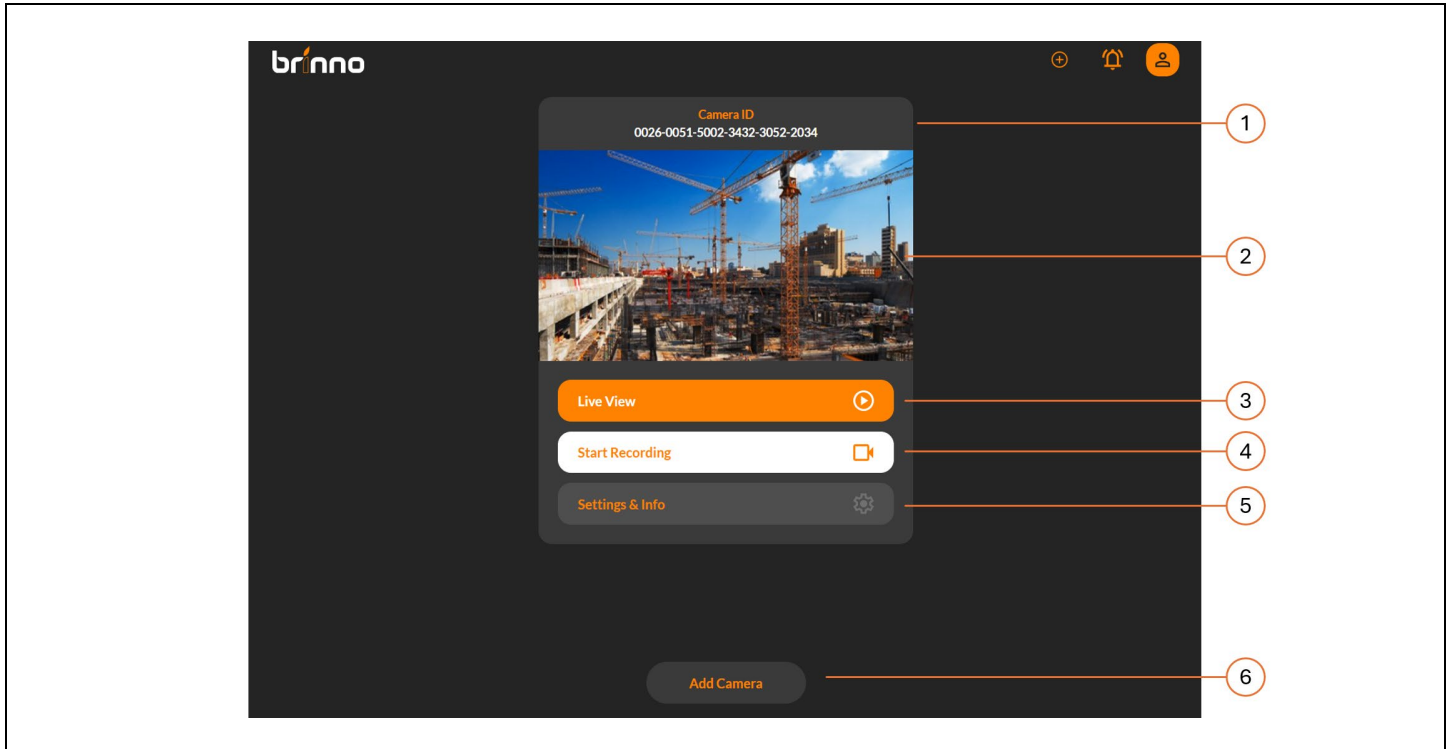 brinno
Camera ID
0026-0051-5002-3432-3052-2034
1
2
Live View
3
Start Recording
4
Settings & Info
5
Add Camera
6